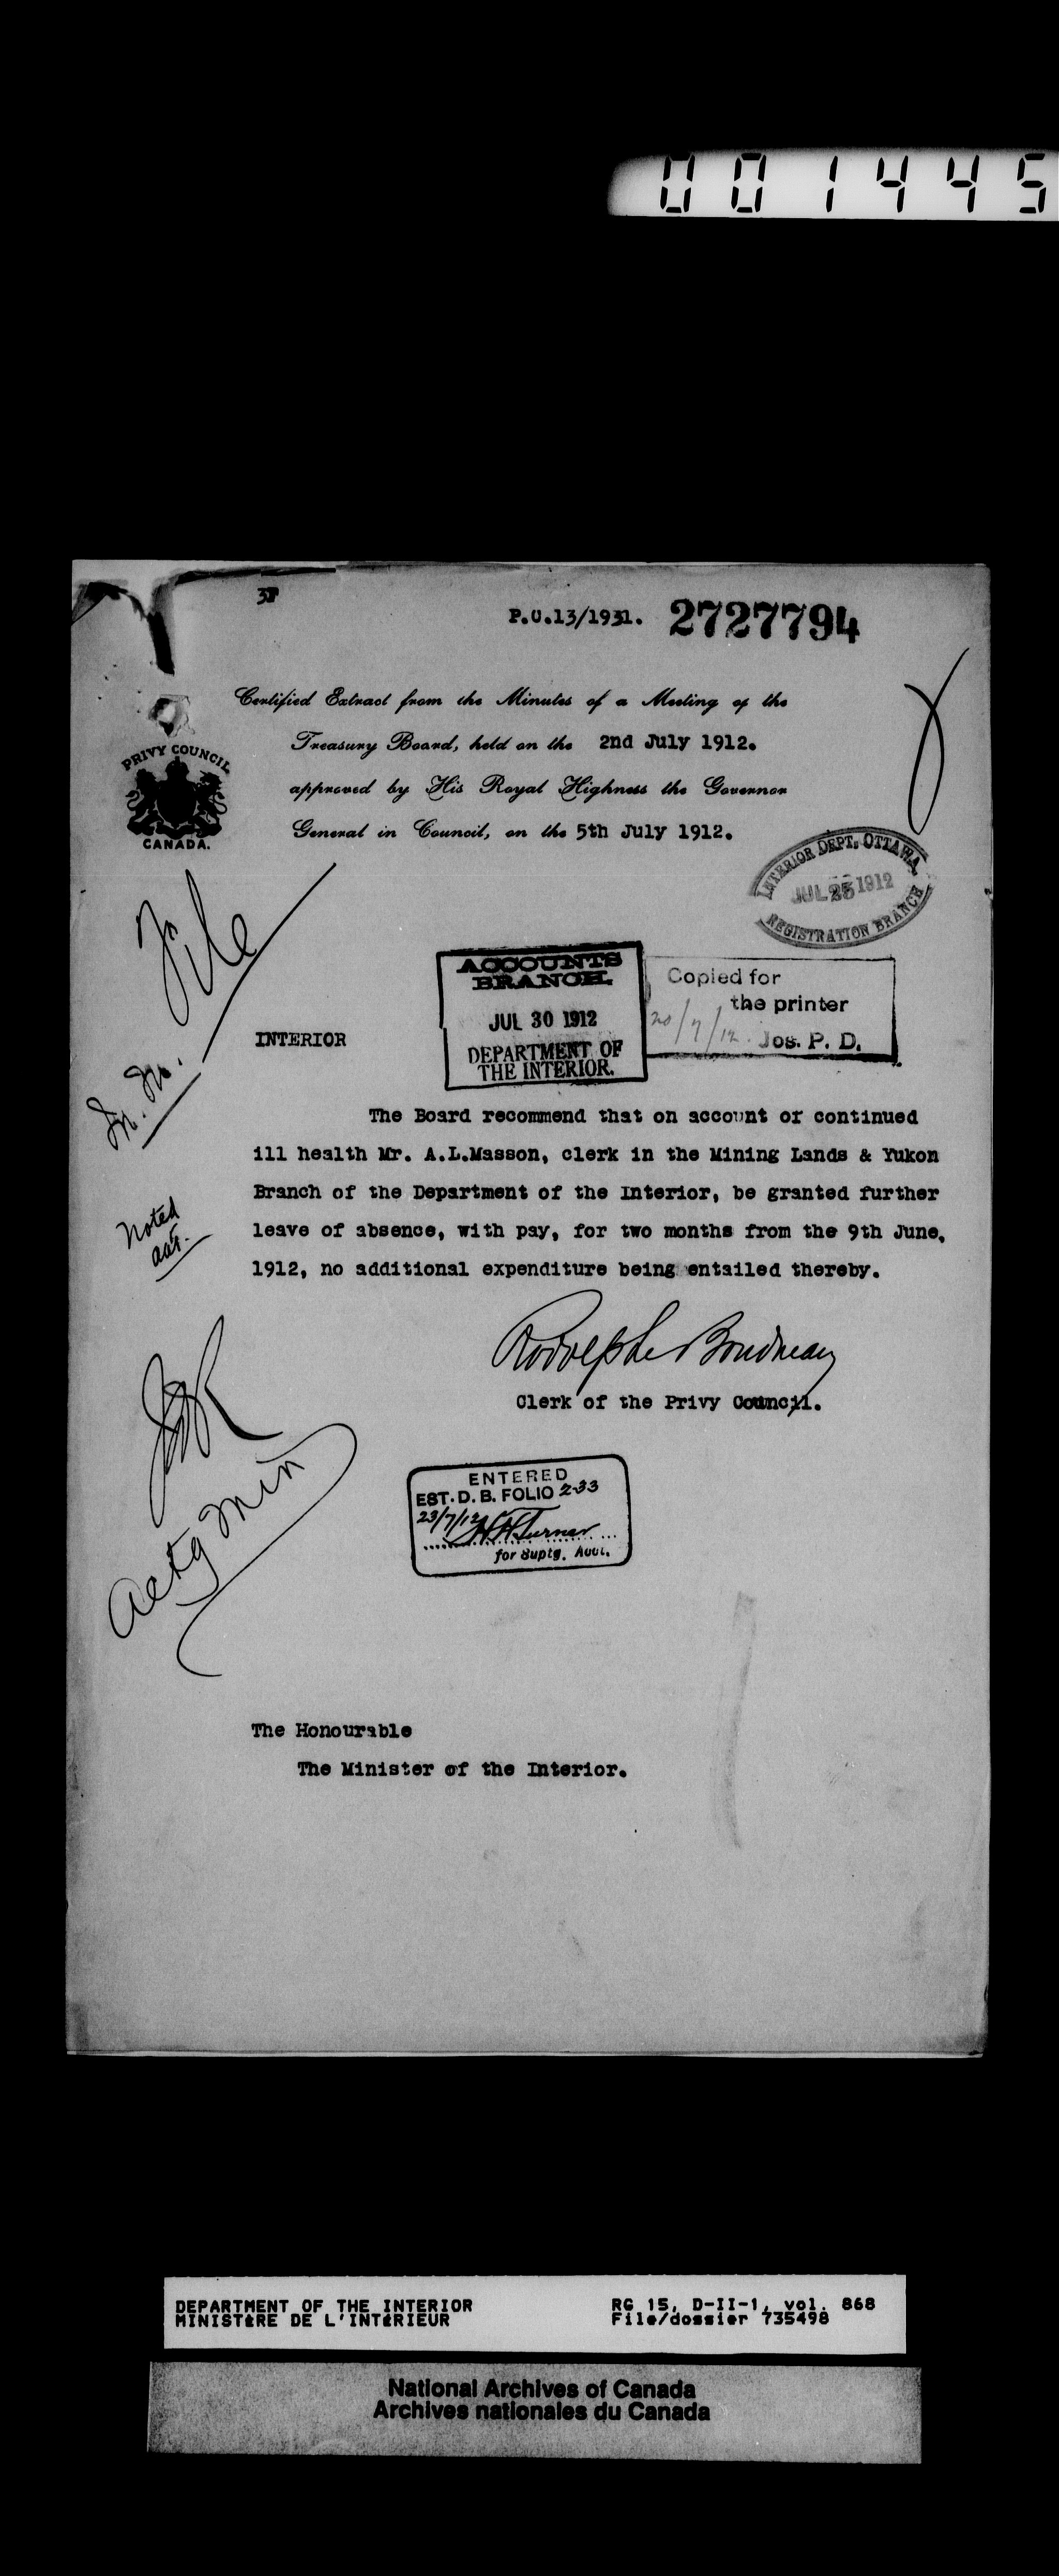 001445
P.C.13/1931. 2727794
Certified Extract from the Minutes of a Meeting of the
Treasury Board, held on the 2nd July 1912.
approved by His Royal Highness the Governor
General in Council, on the 5th July 1912.
PRIVY COUNCIL
CANADA.
INTERIOR DEPT. OTTAWA
JUL 25 1912
REGISTRATION BRANCH
File
ACCOUNTS
BRANCH.
JUL 30 1912
DEPARTMENT OF
THE INTERIOR.
Copied for
the printer
20/7/12. Jos. P. D.
INTERIOR
The Board recommend that on account of continued
ill health Mr. A.L.Masson, clerk in the Mining Lands & Yukon
Branch of the Department of the Interior, be granted further
leave of absence, with pay, for two months from the 9th June,
1912, no additional expenditure being entailed thereby.
Noted
Rodolphe Boudreau
Clerk of the Privy Council.
Actg Min
ENTERED
EST. D. B. FOLIO 233
23/7/12 Turner
for Suptg. Acct.
The Honourable
The Minister of the Interior.
DEPARTMENT OF THE INTERIOR
MINISTÈRE DE L'INTÉRIEUR
RG 15, D-II-1, vol. 868
File/dossier 735498
National Archives of Canada
Archives nationales du Canada